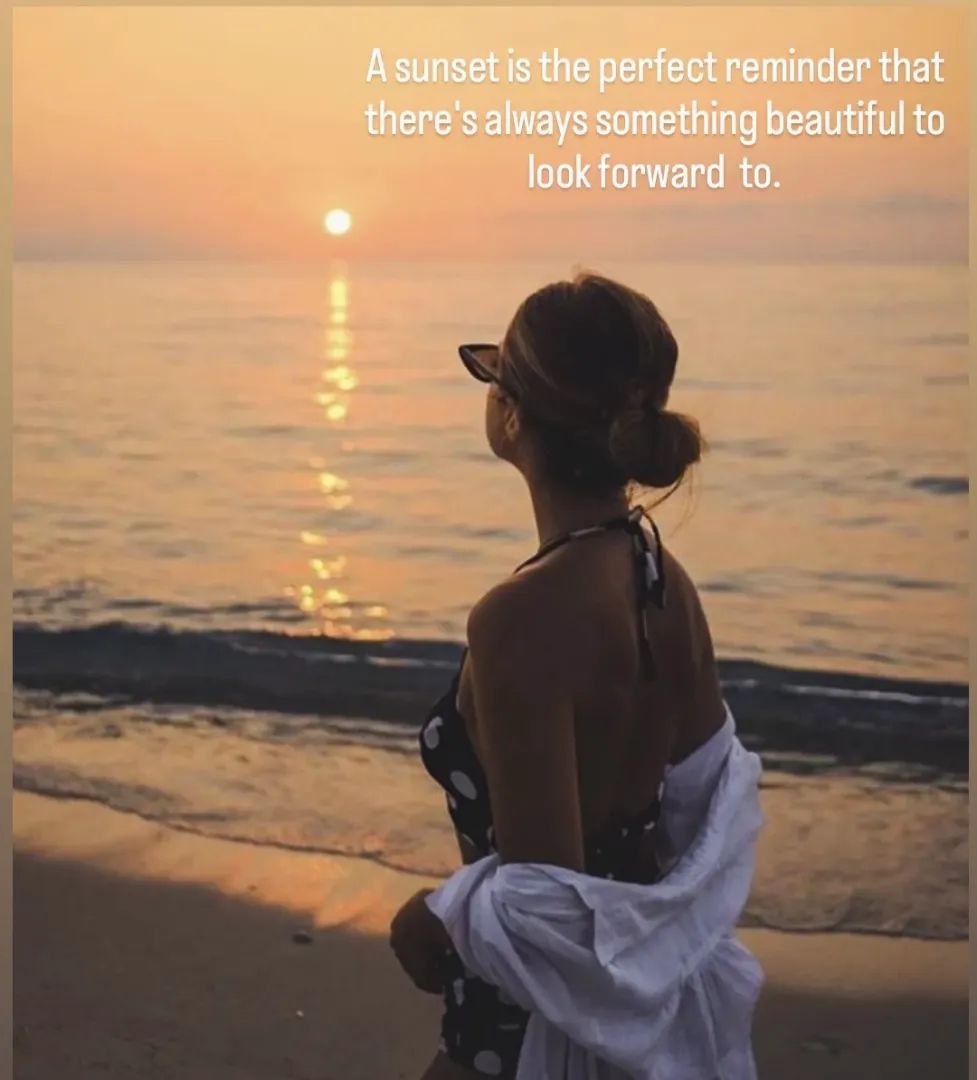 A sunset is the perfect reminder that
there's always something beautiful to
look forward to.